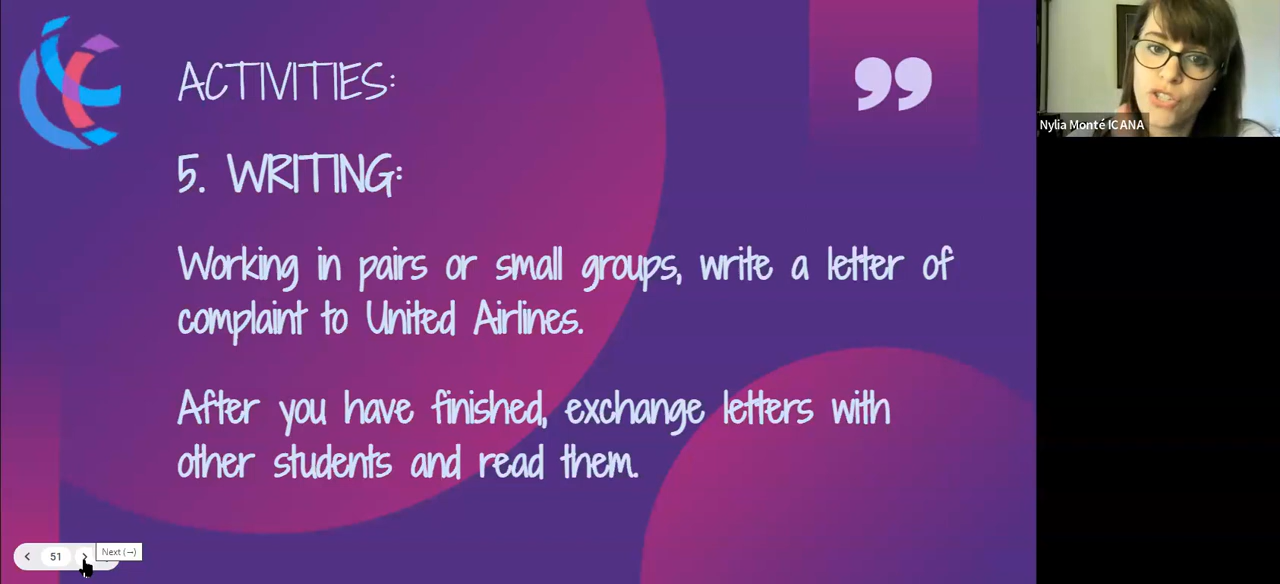 ACTIVITIES:
5. WRITING:
Working in pairs or small groups, write a letter of
complaint to United Airlines.
After you have finished, exchange letters with
other students and read them.
51
Next (→)
Nylia Monté ICANA